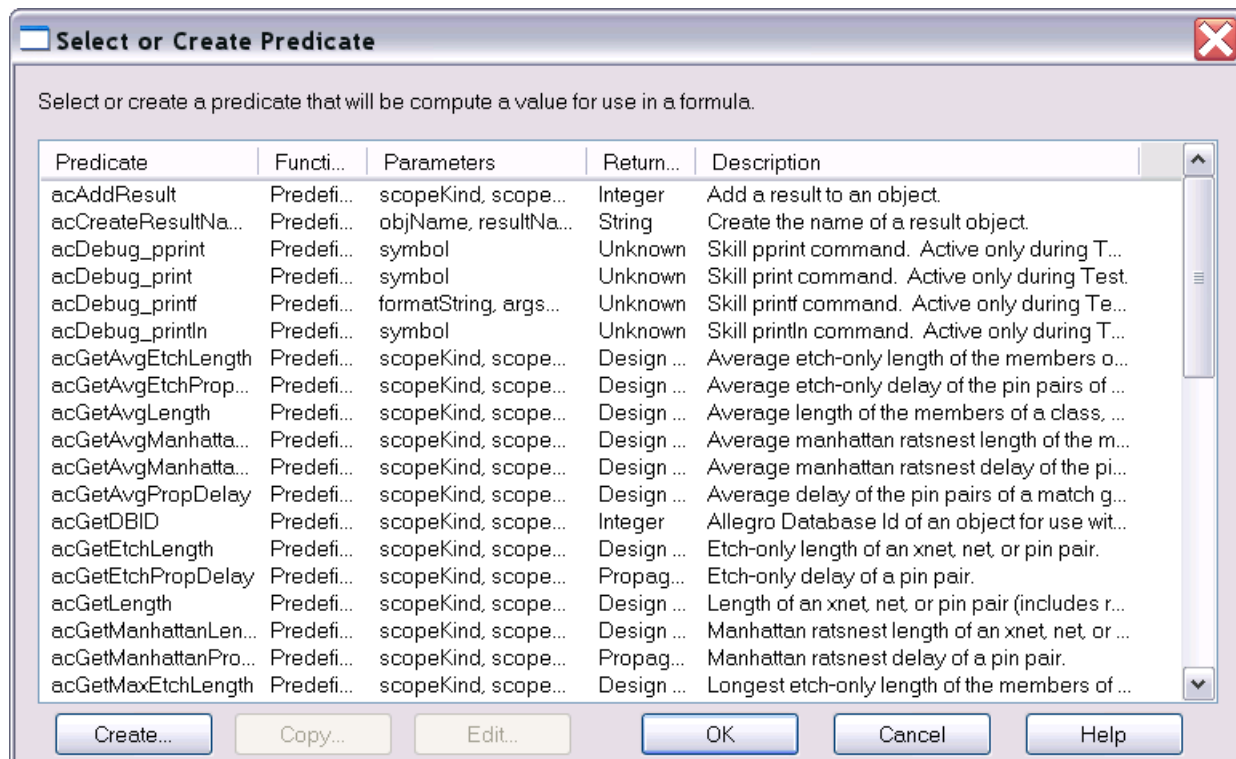 Select or Create Predicate
Select or create a predicate that will be compute a value for use in a formula.
Predicate Functi... Parameters Return... Description
acAddResult Predefi... scopeKind, scope... Integer Add a result to an object.
acCreateResultNa... Predefi... objName, resultNa... String Create the name of a result object.
acDebug_pprint Predefi... symbol Unknown Skill pprint command. Active only during T...
acDebug_print Predefi... symbol Unknown Skill print command. Active only during Test.
acDebug_printf Predefi... formatString, args... Unknown Skill printf command. Active only during Te...
acDebug_println Predefi... symbol Unknown Skill println command. Active only during T...
acGetAvgEtchLength Predefi... scopeKind, scope... Design ... Average etch-only length of the members o...
acGetAvgEtchProp... Predefi... scopeKind, scope... Design ... Average etch-only delay of the pin pairs of ...
acGetAvgLength Predefi... scopeKind, scope... Design ... Average length of the members of a class, ...
acGetAvgManhatta... Predefi... scopeKind, scope... Design ... Average manhattan ratsnest length of the m...
acGetAvgManhatta... Predefi... scopeKind, scope... Design ... Average manhattan ratsnest delay of the pi...
acGetAvgPropDelay Predefi... scopeKind, scope... Design ... Average delay of the pin pairs of a match g...
acGetDBID Predefi... scopeKind, scope... Integer Allegro Database Id of an object for use wit...
acGetEtchLength Predefi... scopeKind, scope... Design ... Etch-only length of an xnet, net, or pin pair.
acGetEtchPropDelay Predefi... scopeKind, scope... Propag... Etch-only delay of a pin pair.
acGetLength Predefi... scopeKind, scope... Design ... Length of an xnet, net, or pin pair (includes r...
acGetManhattanLen... Predefi... scopeKind, scope... Design ... Manhattan ratsnest length of an xnet, net, or ...
acGetManhattanPro... Predefi... scopeKind, scope... Propag... Manhattan ratsnest delay of a pin pair.
acGetMaxEtchLength Predefi... scopeKind, scope... Design ... Longest etch-only length of the members of ...
Create... Copy... Edit... OK Cancel Help